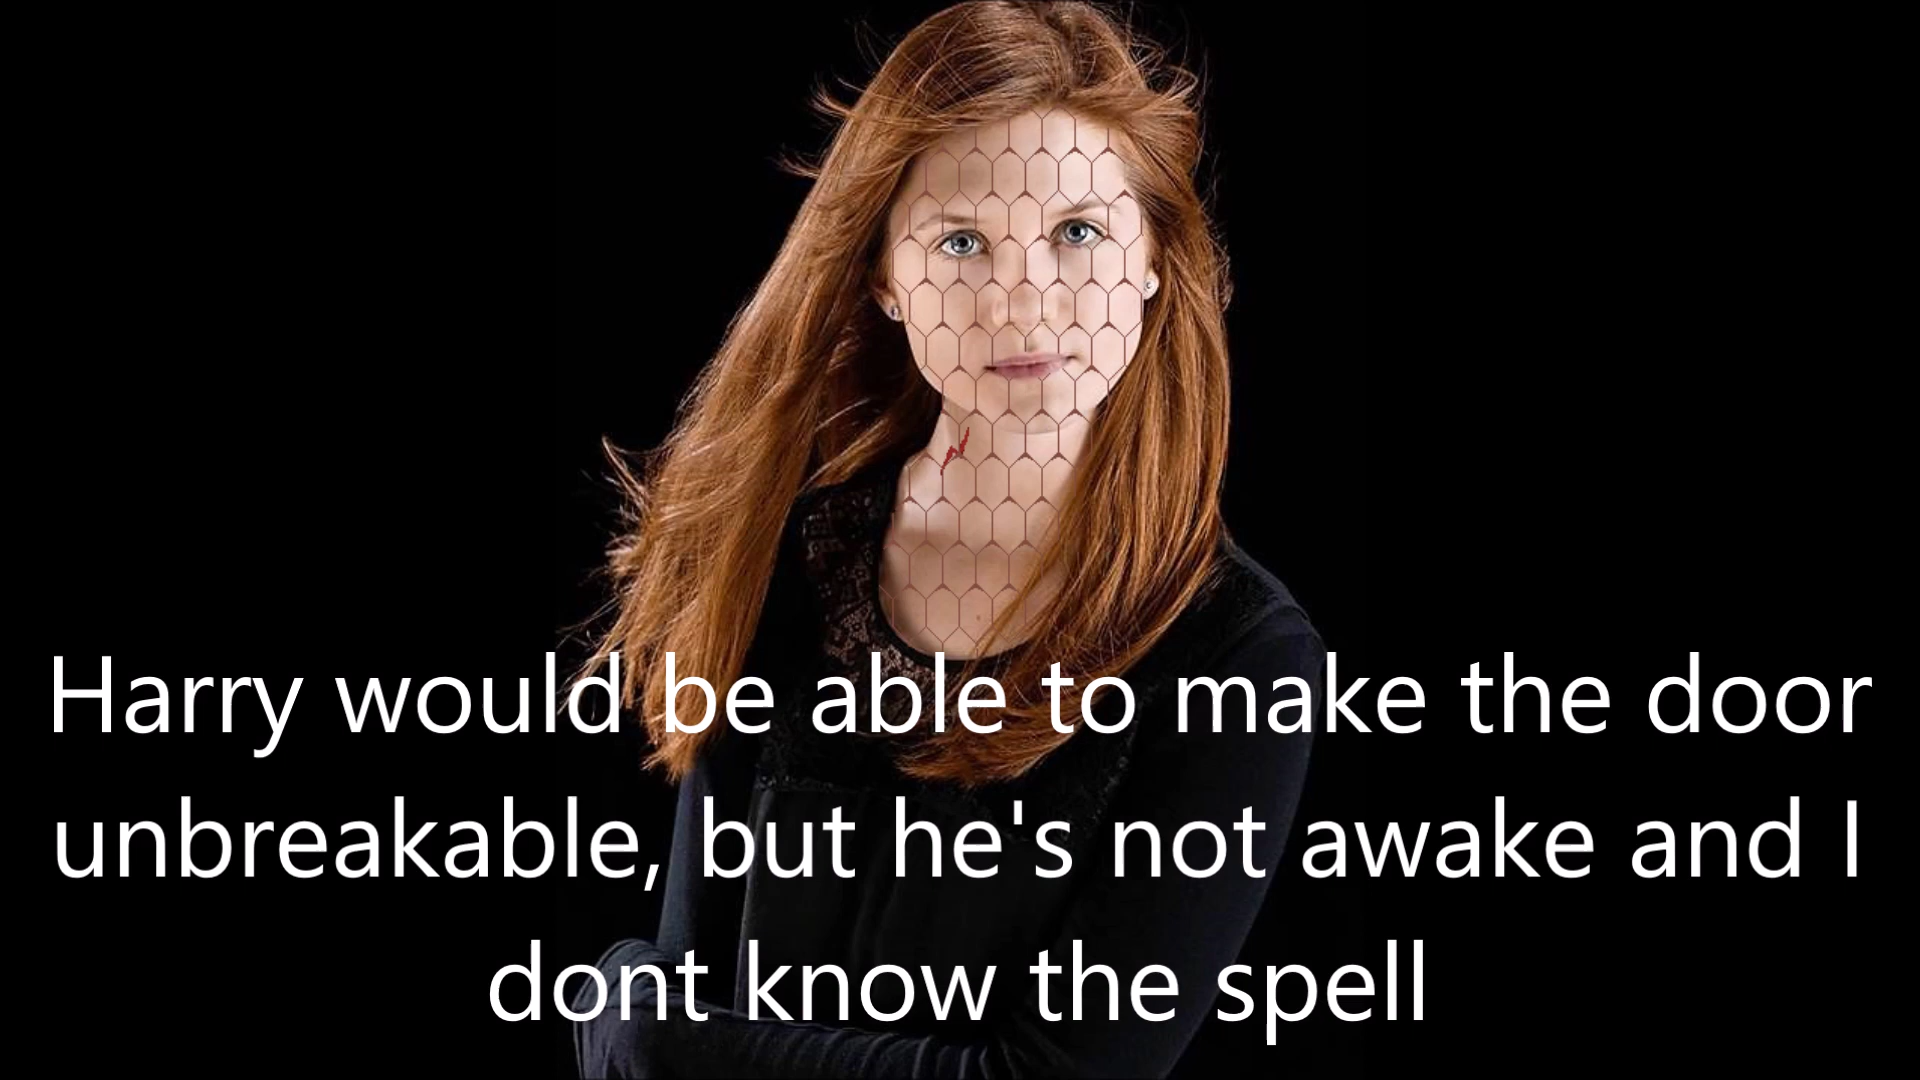 Harry would be able to make the door
unbreakable, but he's not awake and I
dont know the spell